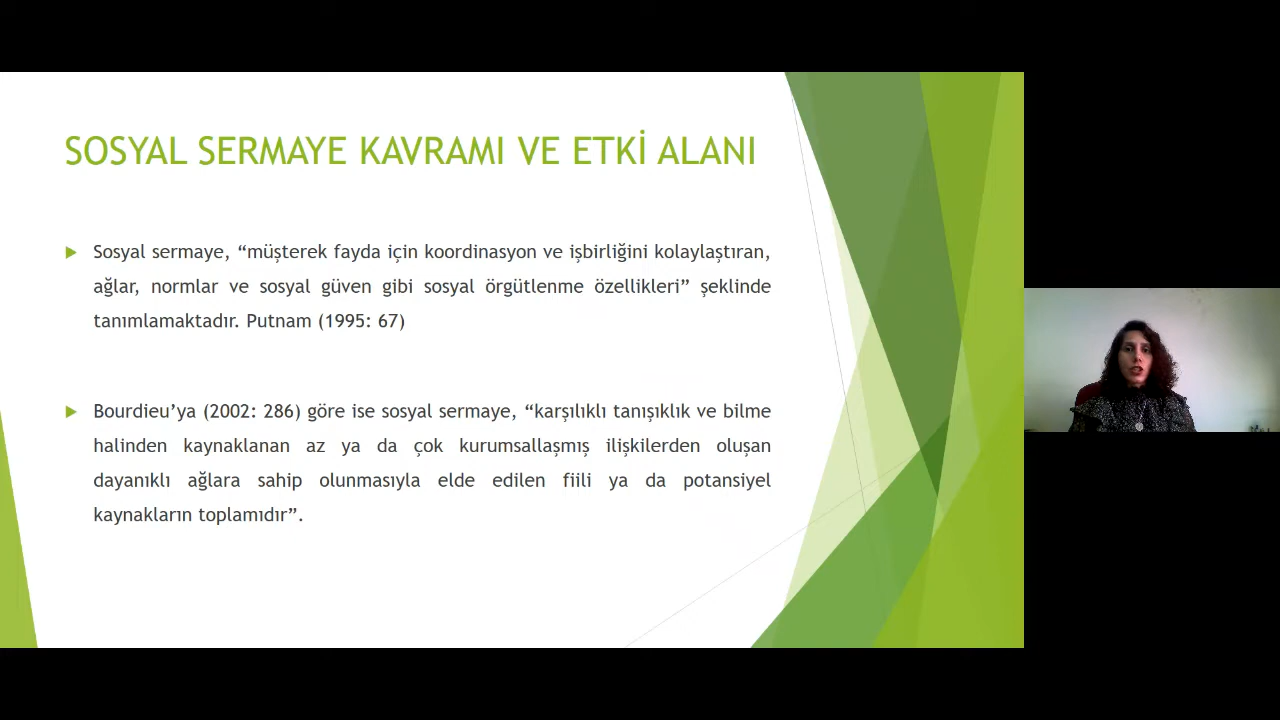 SOSYAL SERMAYE KAVRAMI VE ETKİ ALANI
Sosyal sermaye, “müşterek fayda için koordinasyon ve işbirliğini kolaylaştıran,
ağlar, normlar ve sosyal güven gibi sosyal örgütlenme özellikleri” şeklinde
tanımlamaktadır. Putnam (1995: 67)
Bourdieu’ya (2002: 286) göre ise sosyal sermaye, “karşılıklı tanışıklık ve bilme
halinden kaynaklanan az ya da çok kurumsallaşmış ilişkilerden oluşan
dayanıklı ağlara sahip olunmasıyla elde edilen fiili ya da potansiyel
kaynakların toplamıdır”.